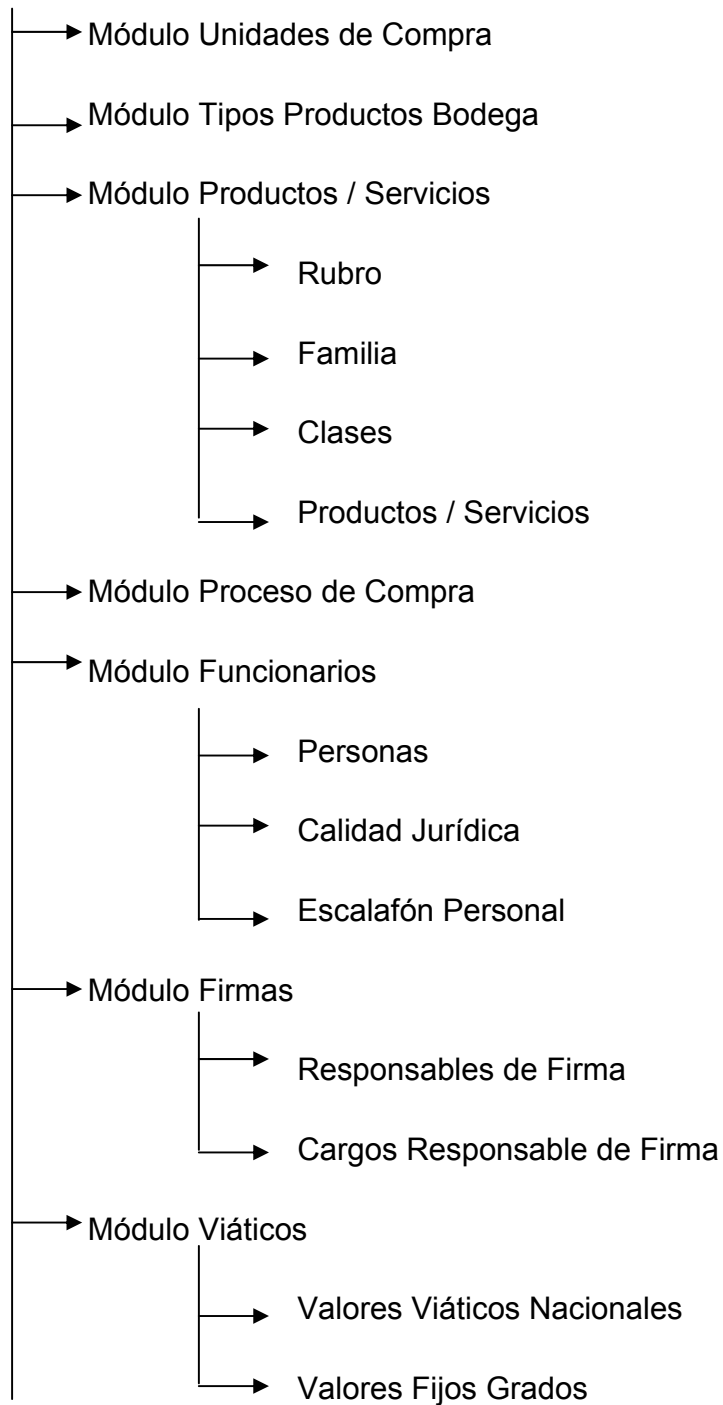 Módulo Unidades de Compra
Módulo Tipos Productos Bodega
Módulo Productos / Servicios
Rubro
Familia
Clases
Productos / Servicios
Módulo Proceso de Compra
Módulo Funcionarios
Personas
Calidad Jurídica
Escalafón Personal
Módulo Firmas
Responsables de Firma
Cargos Responsable de Firma
Módulo Viáticos
Valores Viáticos Nacionales
Valores Fijos Grados